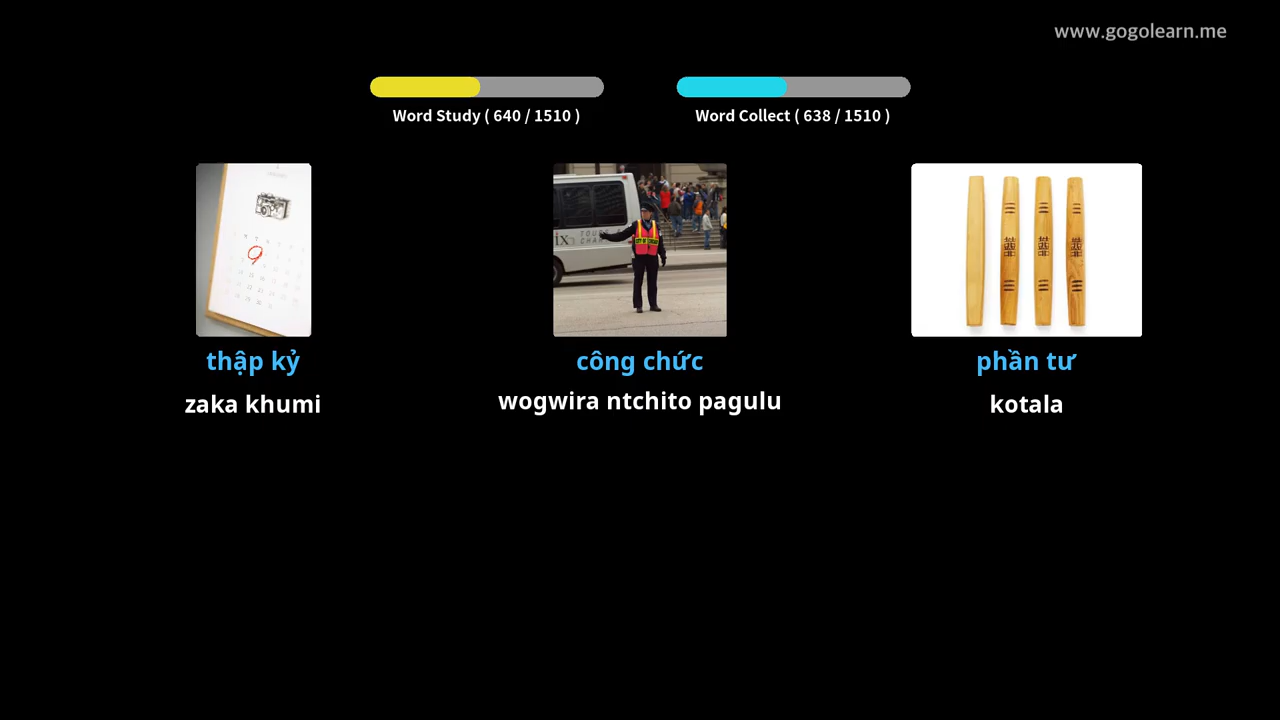 www.gogolearn.me
Word Study ( 640 / 1510 )
Word Collect ( 638 / 1510 )
thập kỷ
công chức
phần tư
zaka khumi
wogwira ntchito pagulu
kotala